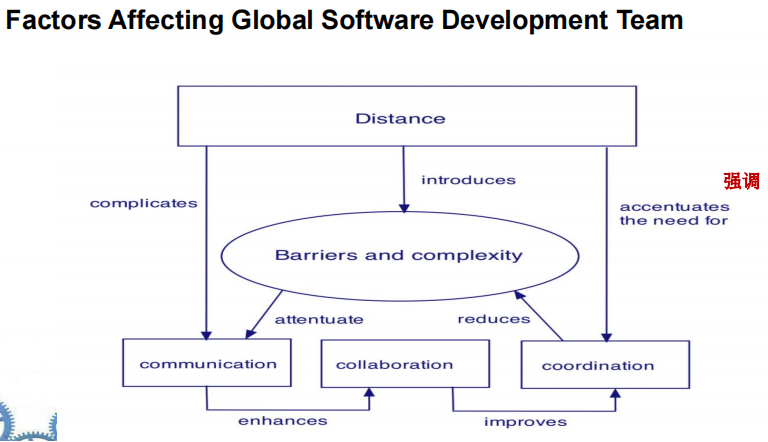 Factors Affecting Global Software Development Team
Distance
introduces
强调
complicates
accentuates
the need for
Barriers and complexity
attentuate
reduces
communication
collaboration
coordination
enhances
improves